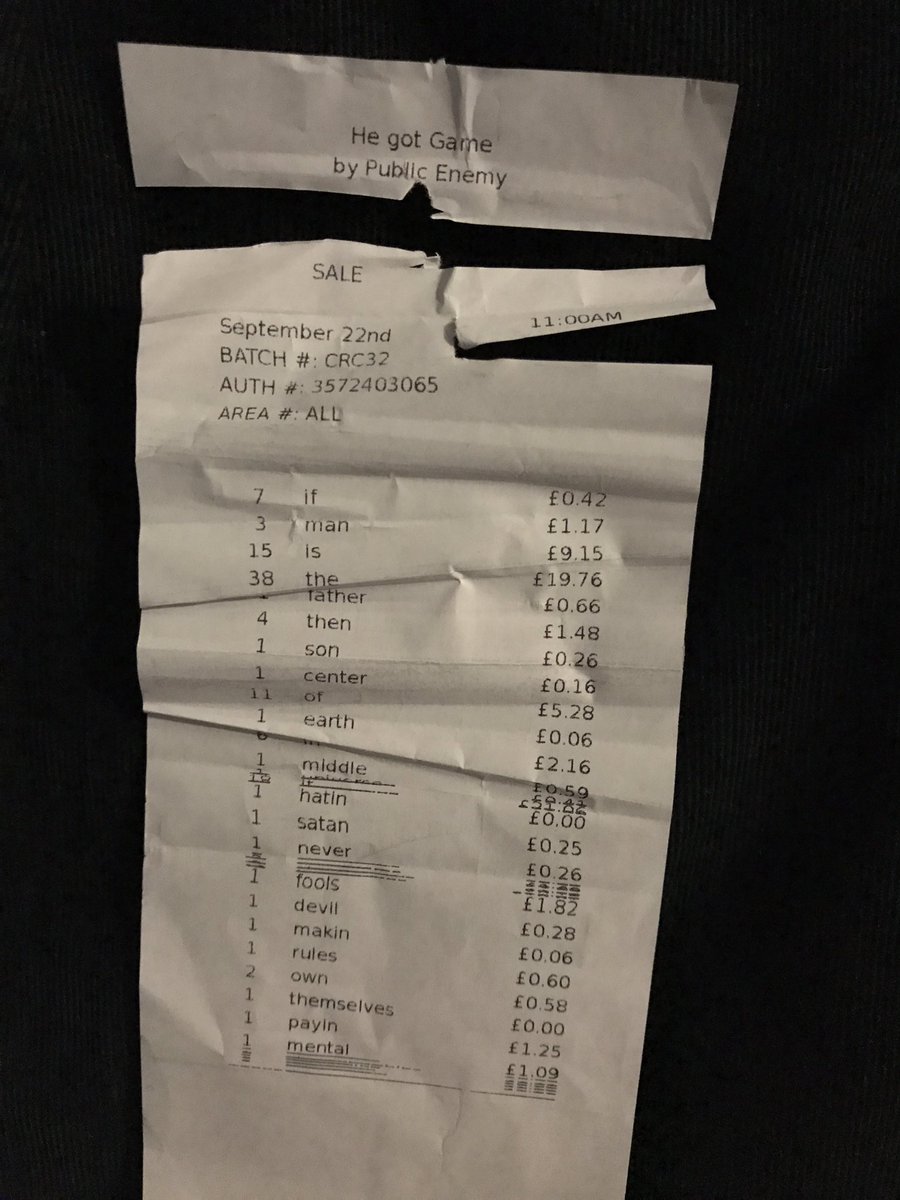 He got Game
by Public Enemy
SALE
11:00AM
September 22nd
BATCH #: CRC32
AUTH #: 3572403065
AREA #: ALL
7 if £0.42
3 man £1.17
15 is £9.15
38 the £19.76
father £0.66
4 then £1.48
1 son £0.26
1 center £0.16
11 of £5.28
1 earth £0.06
£2.16
1 middle £0.59
1 hatin £0.00
1 satan £0.25
1 never £0.26
1 fools £1.82
1 devil £0.28
1 makin £0.06
1 rules £0.60
2 own £0.58
1 themselves £0.00
1 payin £1.25
1 mental £1.09